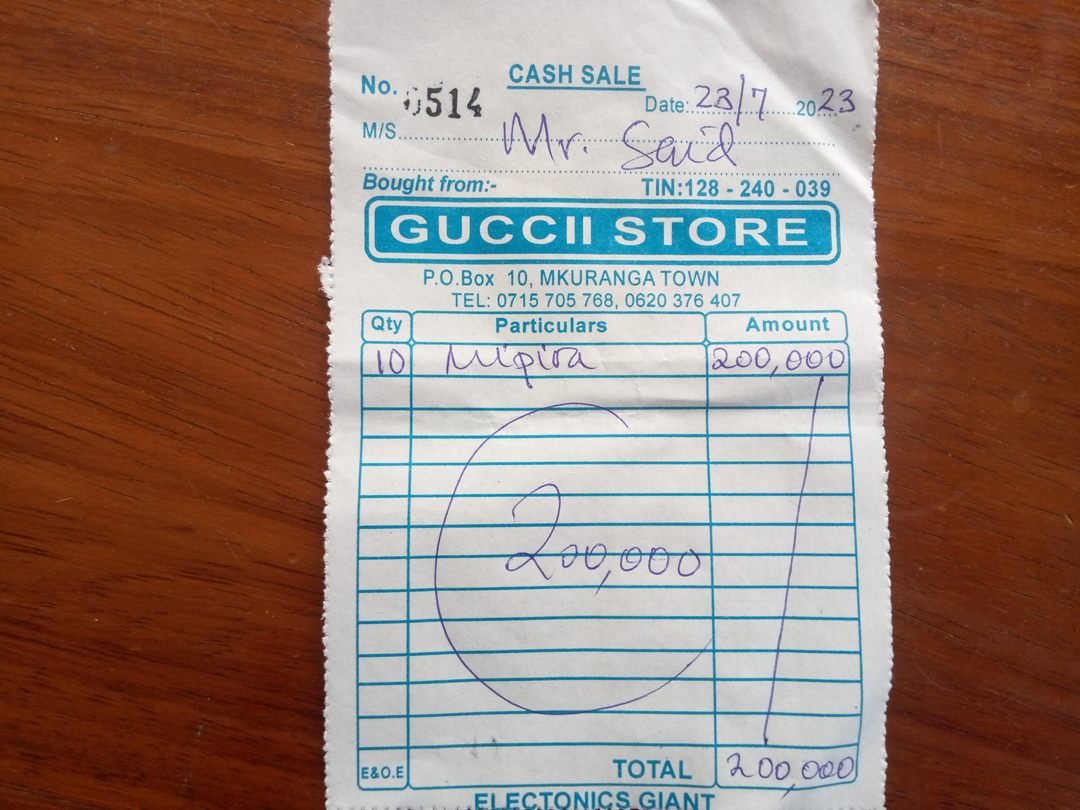 CASH SALE
No. 0514
Date: 23/7 2023
M/S. Mr. Said
Bought from:- TIN:128 - 240 - 039
GUCCII STORE
P.O.Box 10, MKURANGA TOWN
TEL: 0715 705 768, 0620 376 407
Qty Particulars Amount
10 Mipira 200,000
200,000
E&O.E TOTAL 200,000
ELECTONICS GIANT